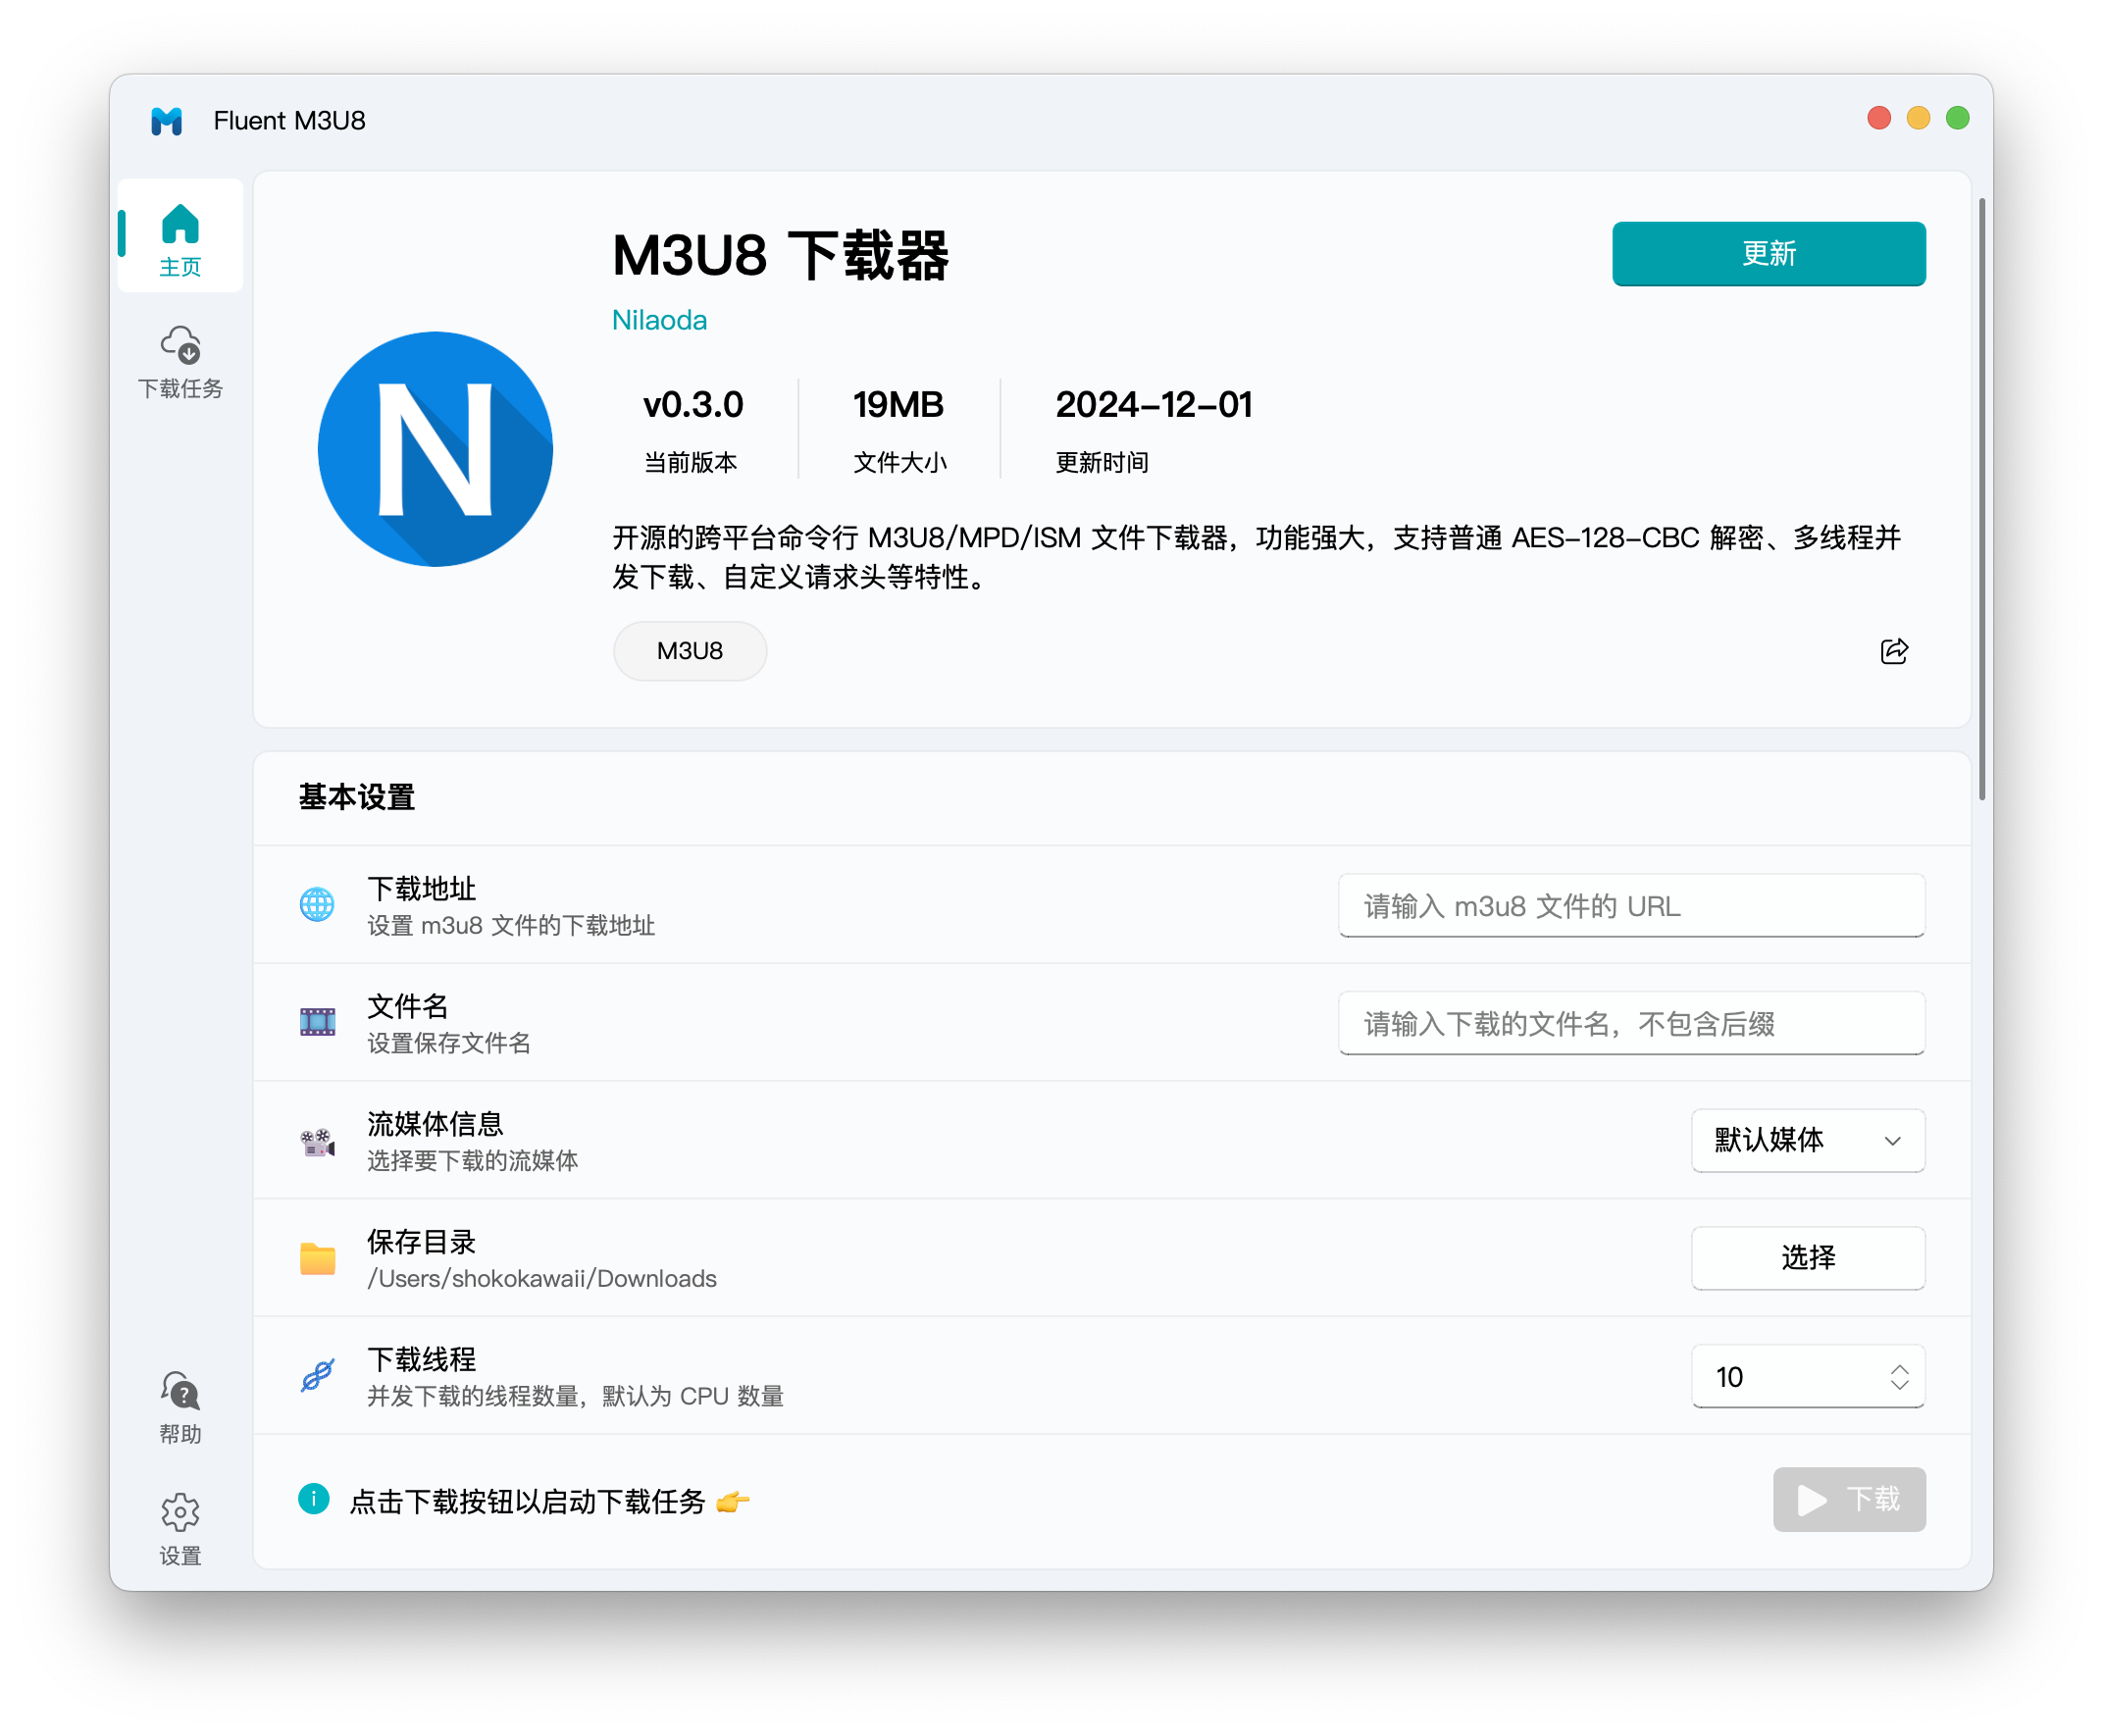 Fluent M3U8
主页
下载任务
帮助
设置
M3U8 下载器
更新
Nilaoda
v0.3.0
当前版本
19MB
文件大小
2024-12-01
更新时间
开源的跨平台命令行 M3U8/MPD/ISM 文件下载器，功能强大，支持普通 AES-128-CBC 解密、多线程并
发下载、自定义请求头等特性。
M3U8
基本设置
下载地址
设置 m3u8 文件的下载地址
请输入 m3u8 文件的 URL
文件名
设置保存文件名
请输入下载的文件名，不包含后缀
流媒体信息
选择要下载的流媒体
默认媒体
保存目录
/Users/shokokawaii/Downloads
选择
下载线程
并发下载的线程数量，默认为 CPU 数量
10
点击下载按钮以启动下载任务 👉
下载